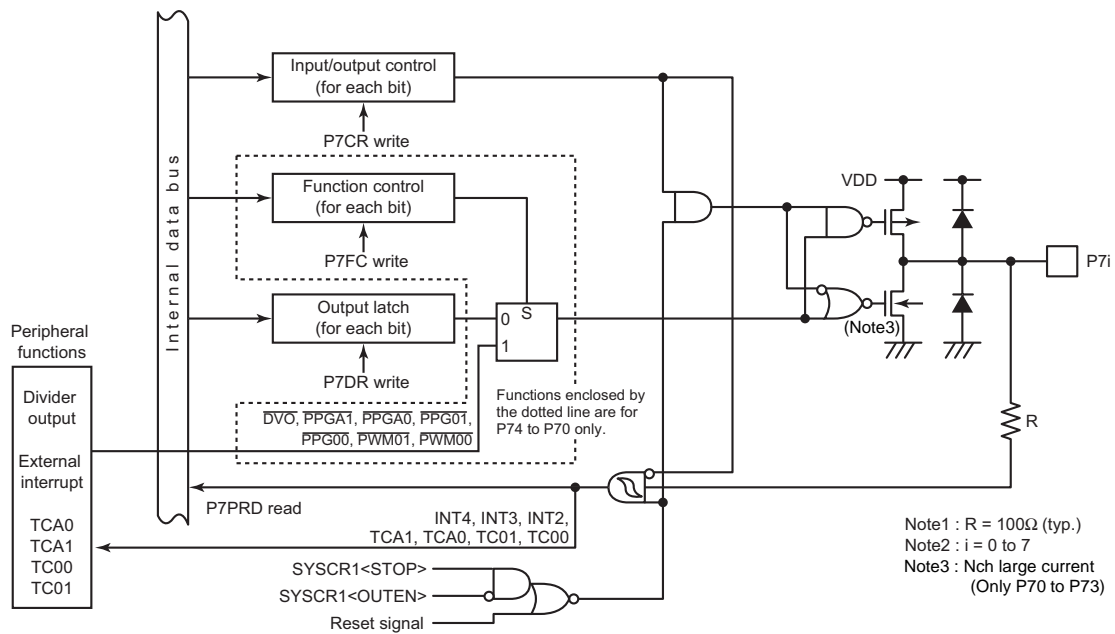 Input/output control
(for each bit)
P7CR write
Function control
(for each bit)
P7FC write
Output latch
(for each bit)
P7DR write
Internal data bus
0
S
1
VDD
P7i
(Note3)
R
Peripheral
functions
Divider
output
External
interrupt
TCA0
TCA1
TC00
TC01
DVO, PPGA1, PPGA0, PPG01,
PPG00, PWM01, PWM00
Functions enclosed by
the dotted line are for
P74 to P70 only.
P7PRD read
INT4, INT3, INT2,
TCA1, TCA0, TC01, TC00
SYSCR1<STOP>
SYSCR1<OUTEN>
Reset signal
Note1 : R = 100Ω (typ.)
Note2 : i = 0 to 7
Note3 : Nch large current
(Only P70 to P73)